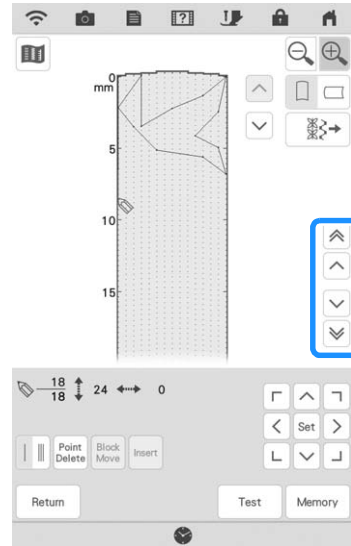 ?
0
mm
5
10
15
18
18 24 0
Point Delete
Block Move
Insert
Set
Return
Test
Memory